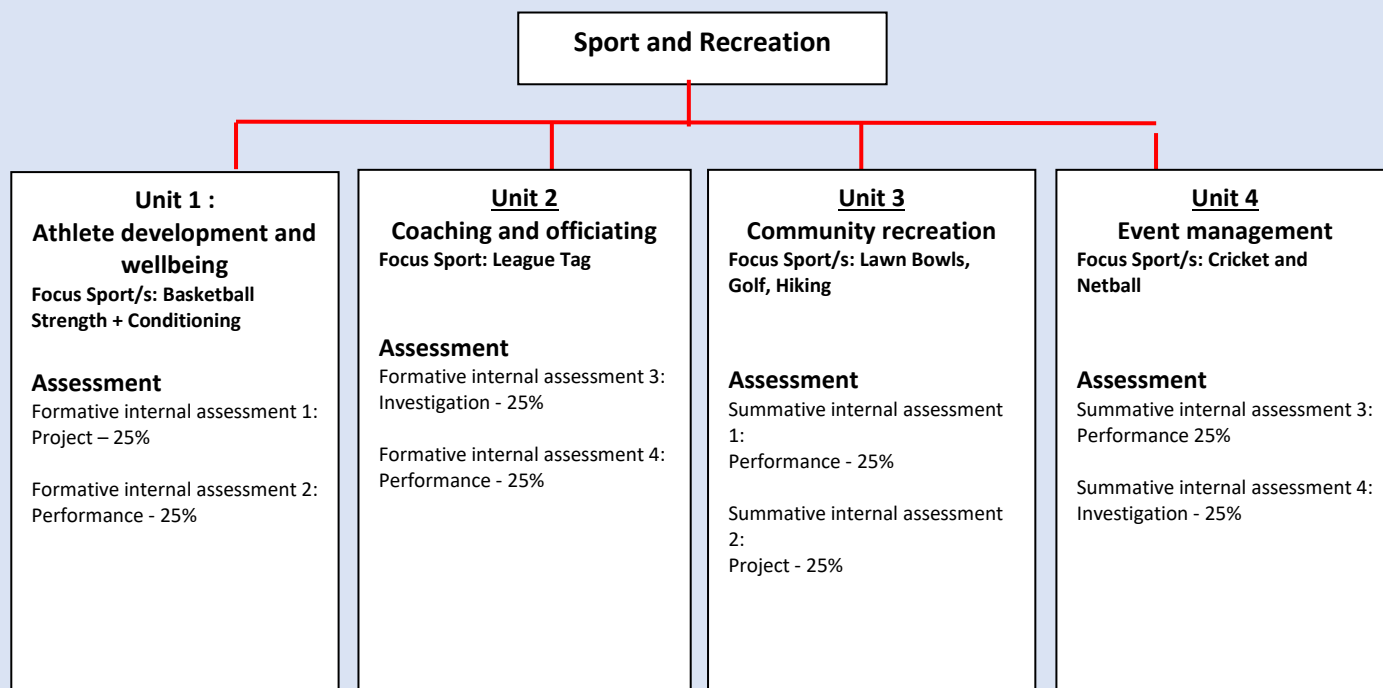 Sport and Recreation
Unit 1 :
Athlete development and
wellbeing
Focus Sport/s: Basketball
Strength + Conditioning
Assessment
Formative internal assessment 1:
Project – 25%
Formative internal assessment 2:
Performance - 25%
Unit 2
Coaching and officiating
Focus Sport: League Tag
Assessment
Formative internal assessment 3:
Investigation - 25%
Formative internal assessment 4:
Performance - 25%
Unit 3
Community recreation
Focus Sport/s: Lawn Bowls,
Golf, Hiking
Assessment
Summative internal assessment
1:
Performance - 25%
Summative internal assessment
2:
Project - 25%
Unit 4
Event management
Focus Sport/s: Cricket and
Netball
Assessment
Summative internal assessment 3:
Performance 25%
Summative internal assessment 4:
Investigation - 25%